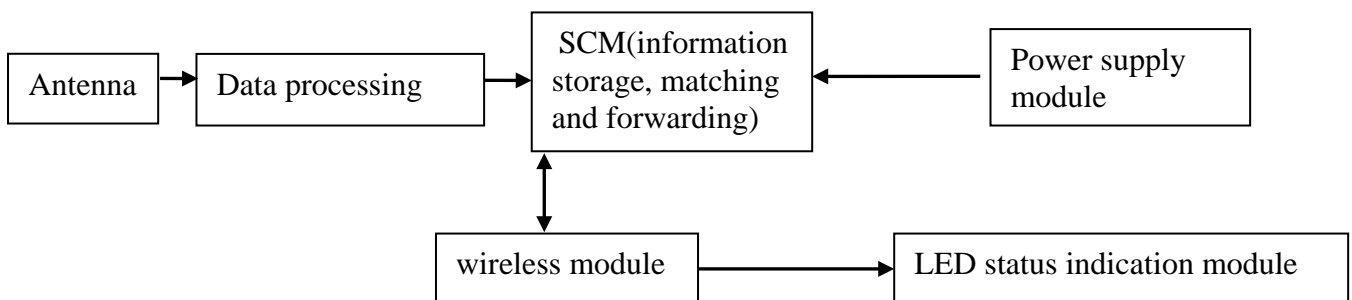 Antenna
Data processing
SCM(information
storage, matching
and forwarding)
Power supply
module
wireless module
LED status indication module